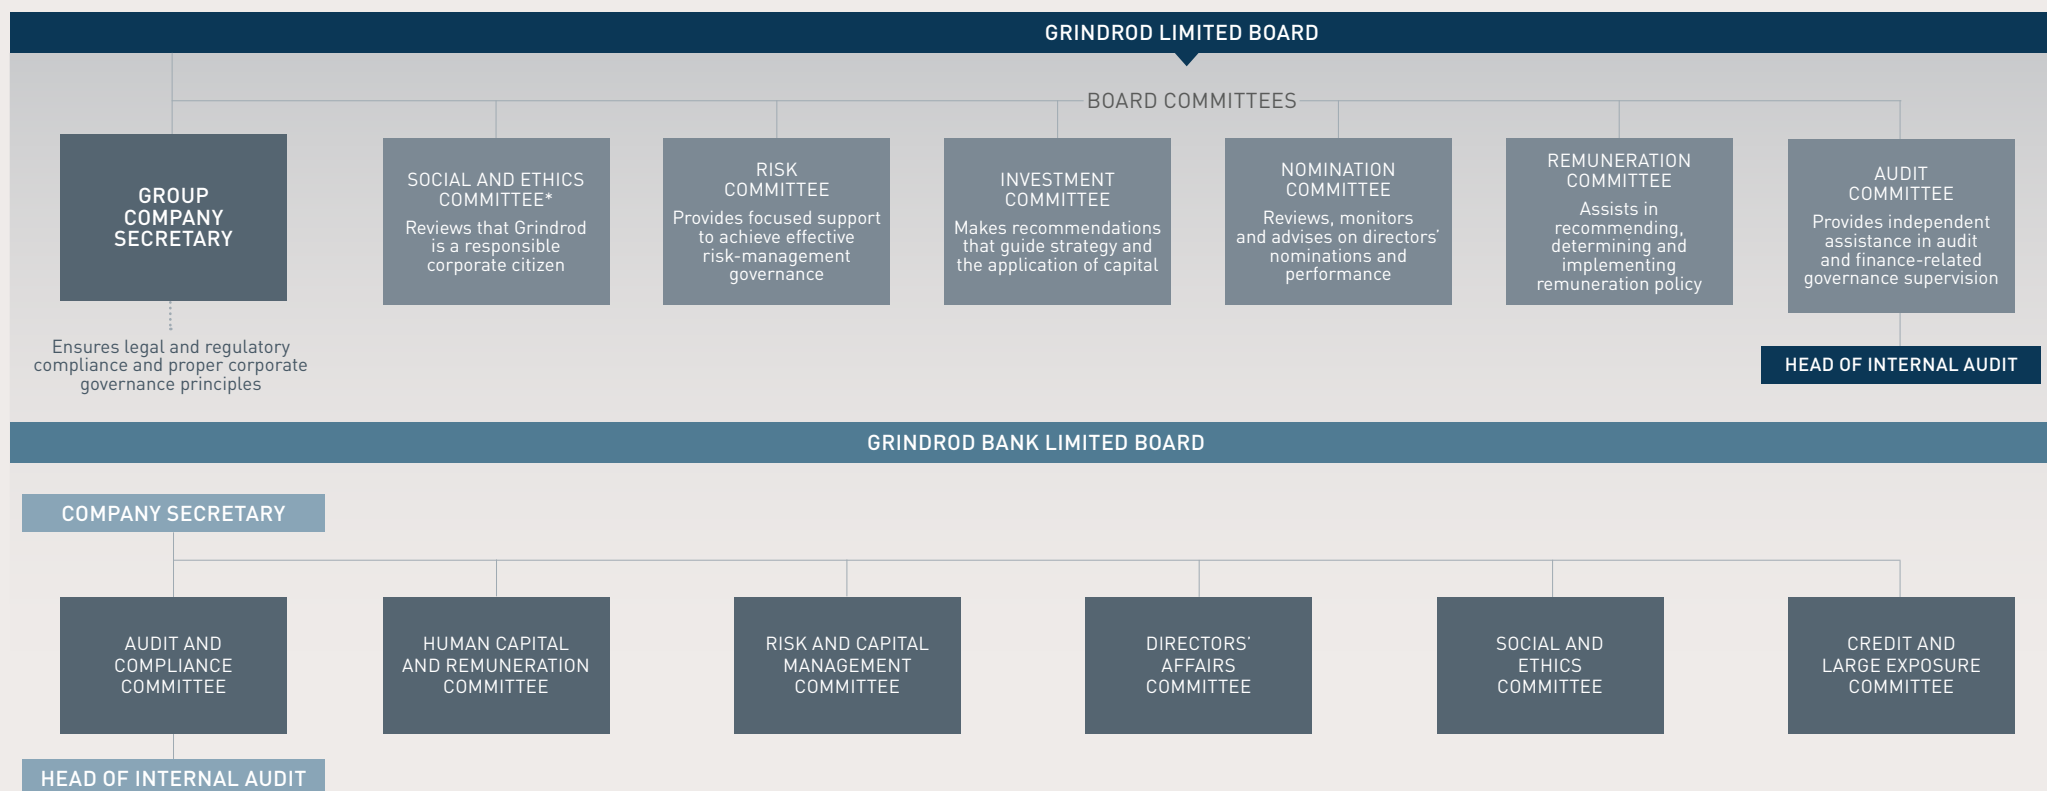 GRINDROD LIMITED BOARD
BOARD COMMITTEES
GROUP
COMPANY
SECRETARY
Ensures legal and regulatory
compliance and proper corporate
governance principles
SOCIAL AND ETHICS
COMMITTEE*
Reviews that Grindrod
is a responsible
corporate citizen
RISK
COMMITTEE
Provides focused support
to achieve effective
risk-management
governance
INVESTMENT
COMMITTEE
Makes recommendations
that guide strategy and
the application of capital
NOMINATION
COMMITTEE
Reviews, monitors
and advises on directors’
nominations and
performance
REMUNERATION
COMMITTEE
Assists in
recommending,
determining and
implementing
remuneration policy
AUDIT
COMMITTEE
Provides independent
assistance in audit
and finance-related
governance supervision
HEAD OF INTERNAL AUDIT
GRINDROD BANK LIMITED BOARD
COMPANY SECRETARY
AUDIT AND
COMPLIANCE
COMMITTEE
HUMAN CAPITAL
AND REMUNERATION
COMMITTEE
RISK AND CAPITAL
MANAGEMENT
COMMITTEE
DIRECTORS’
AFFAIRS
COMMITTEE
SOCIAL AND
ETHICS
COMMITTEE
CREDIT AND
LARGE EXPOSURE
COMMITTEE
HEAD OF INTERNAL AUDIT